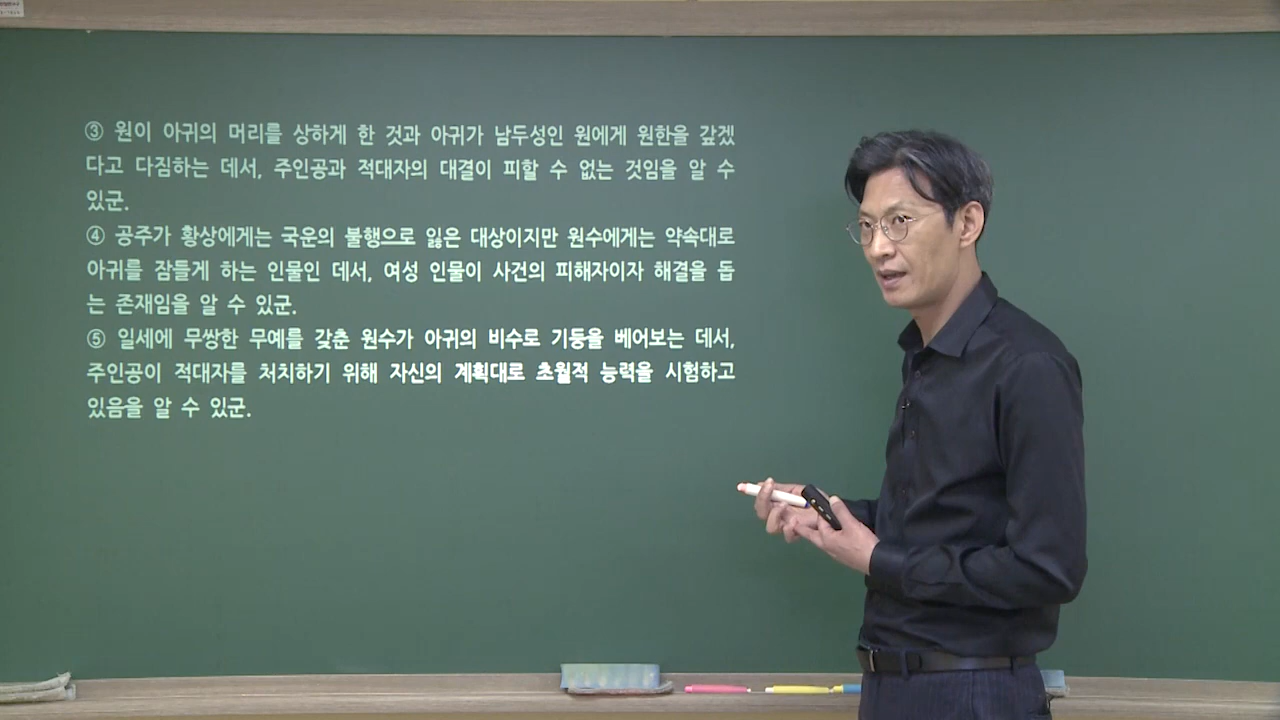 ③ 원이 아귀의 머리를 상하게 한 것과 아귀가 남두성인 원에게 원한을 갚겠
다고 다짐하는 데서, 주인공과 적대자의 대결이 피할 수 없는 것임을 알 수
있군.
④ 공주가 황상에게는 국운의 불행으로 잃은 대상이지만 원수에게는 약속대로
아귀를 잠들게 하는 인물인 데서, 여성 인물이 사건의 피해자이자 해결을 돕
는 존재임을 알 수 있군.
⑤ 일세에 무쌍한 무예를 갖춘 원수가 아귀의 비수로 기둥을 베어보는 데서,
주인공이 적대자를 처치하기 위해 자신의 계획대로 초월적 능력을 시험하고
있음을 알 수 있군.